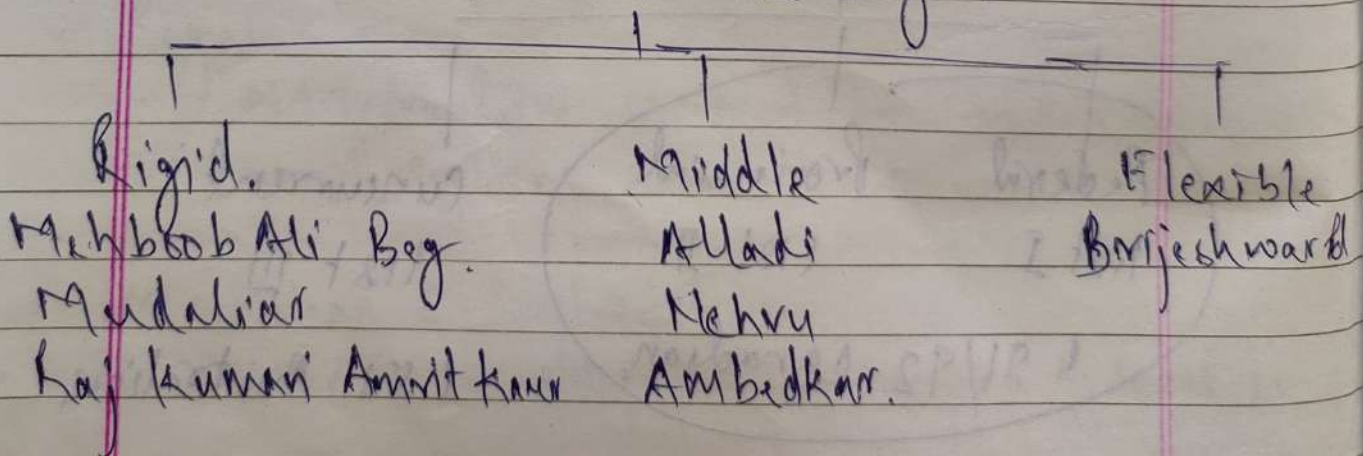 Rigid. Middle Flexible
Mehboob Ali Beg. Alladi Brijeshward
Mudaliar Nehru
Raj Kumari Amrit Kaur Ambedkar.